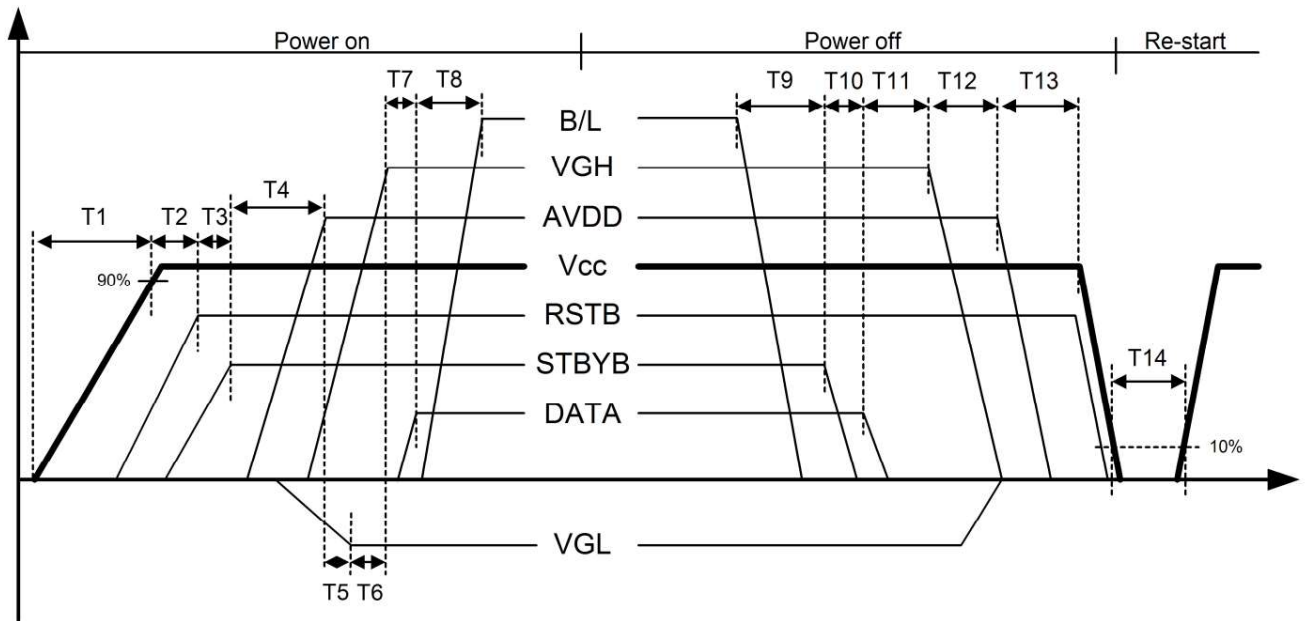 Power on
Power off
Re-start
T7
T8
T9
T10
T11
T12
T13
B/L
VGH
T4
T1
T2
T3
AVDD
Vcc
90%
RSTB
STBYB
T14
DATA
10%
VGL
T5
T6